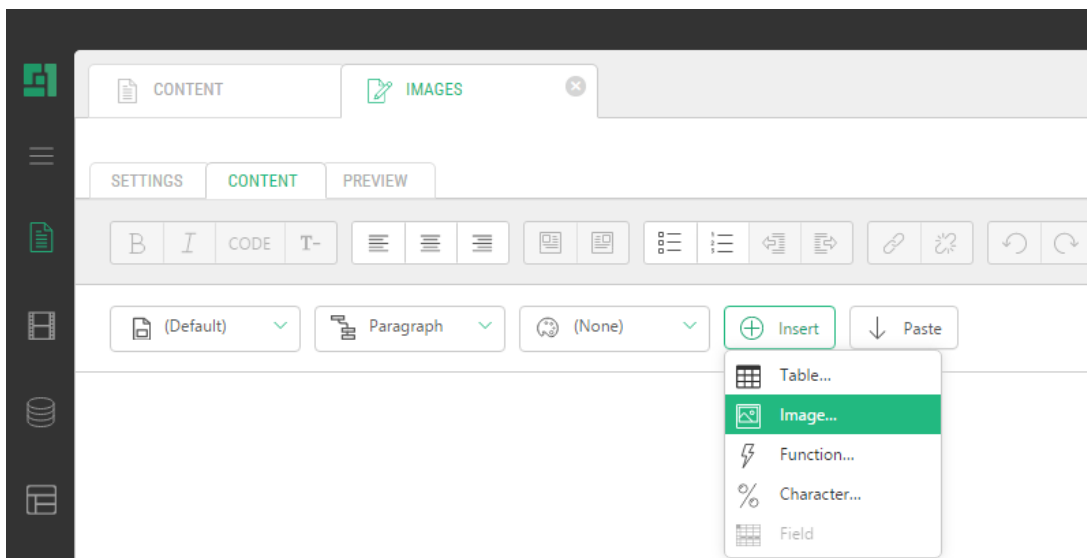 CONTENT IMAGES
SETTINGS CONTENT PREVIEW
B I CODE T-
(Default) Paragraph (None) Insert Paste
Table...
Image...
Function...
Character...
Field